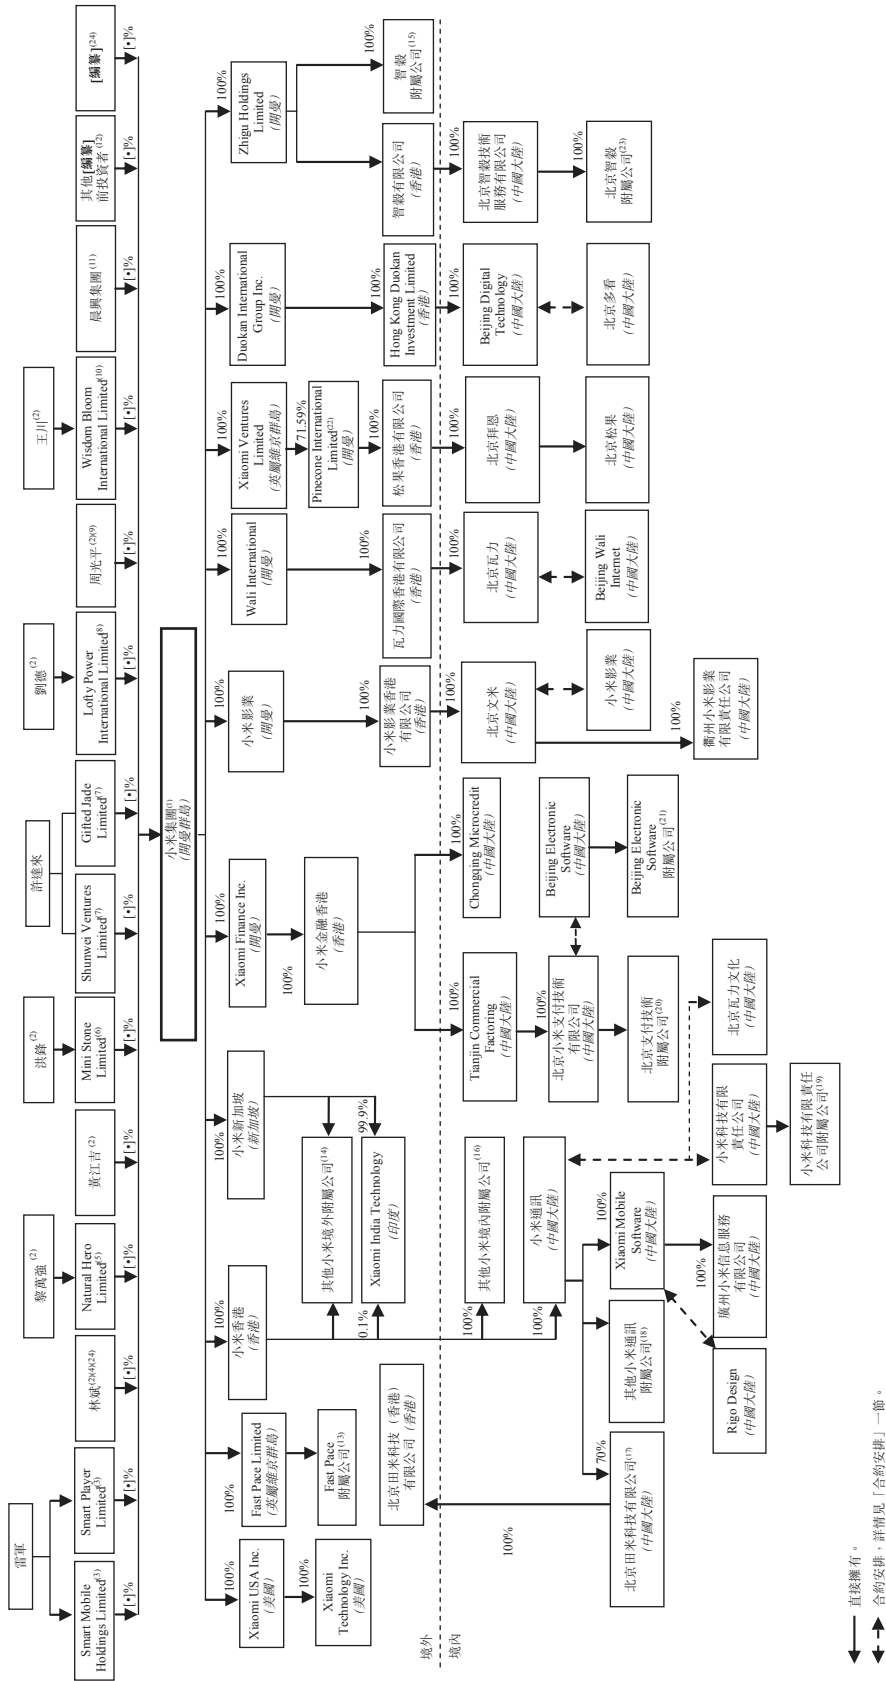 雷軍
黎萬強(2)
洪鋒(2)
許達來
劉德(2)
王川(2)
Smart Mobile
Holdings Limited(3)
Smart Player
Limited(3)
林斌(2)(4)(24)
Natural Hero
Limited(5)
黃江吉(2)
Mini Stone
Limited(6)
Shunwei Ventures
Limited(7)
Gifted Jade
Limited(7)
Lofty Power
International Limited(8)
周光平(2)(9)
Wisdom Bloom
International Limited(10)
晨興集團(11)
其他[編纂]
前投資者(12)
[編纂](24)
[•]%
[•]%
[•]%
[•]%
[•]%
[•]%
[•]%
[•]%
[•]%
[•]%
[•]%
[•]%
[•]%
[•]%
小米集團(1)
(開曼群島)
100%
100%
100%
100%
100%
100%
100%
100%
100%
100%
Xiaomi USA Inc.
(美國)
Fast Pace Limited
(英屬維京群島)
小米香港
(香港)
小米新加坡
(新加坡)
Xiaomi Finance Inc.
(開曼)
小米影業
(開曼)
Wali International
(開曼)
Xiaomi Ventures
Limited
(英屬維京群島)
Duokan International
Group Inc.
(開曼)
Zhigu Holdings
Limited
(開曼)
100%
100%
71.59%
Xiaomi
Technology Inc.
(美國)
Fast Pace
附屬公司(13)
其他小米境外附屬公司(14)
小米金融香港
(香港)
Pinecone International
Limited(22)
(開曼)
0.1%
99.9%
100%
100%
100%
100%
100%
Xiaomi India Technology
(印度)
北京田米科技(香港)
有限公司(香港)
小米影業香港
有限公司
(香港)
瓦力國際香港有限公司
(香港)
松果香港有限公司
(香港)
Hong Kong Duokan
Investment Limited
(香港)
智穀有限公司
(香港)
智穀
附屬公司(15)
境外
境內
100%
100%
100%
100%
100%
100%
100%
100%
100%
其他小米境內附屬公司(16)
Tianjin Commercial
Factoring
(中國大陸)
Chongqing Microcredit
(中國大陸)
北京文米
(中國大陸)
北京瓦力
(中國大陸)
北京拜恩
(中國大陸)
Beijing Digital
Technology
(中國大陸)
北京智穀技術
服務有限公司
(中國大陸)
100%
100%
100%
100%
小米通訊
(中國大陸)
北京小米支付技術
有限公司
(中國大陸)
Beijing Electronic
Software
(中國大陸)
小米影業
(中國大陸)
Beijing Wali
Internet
(中國大陸)
北京松果
(中國大陸)
北京多看
(中國大陸)
北京智穀
附屬公司(23)
70%
100%
100%
北京田米科技有限公司(17)
(中國大陸)
其他小米通訊
附屬公司(18)
Xiaomi Mobile
Software
(中國大陸)
北京支付技術
附屬公司(20)
Beijing Electronic
Software
附屬公司(21)
衢州小米影業
有限責任公司
(中國大陸)
100%
Rigo Design
(中國大陸)
廣州小米信息服務
有限公司
(中國大陸)
小米科技有限
責任公司
(中國大陸)
北京瓦力文化
(中國大陸)
小米科技有限責任
公司附屬公司(19)
直接擁有。
合約安排，詳情見「合約安排」一節。